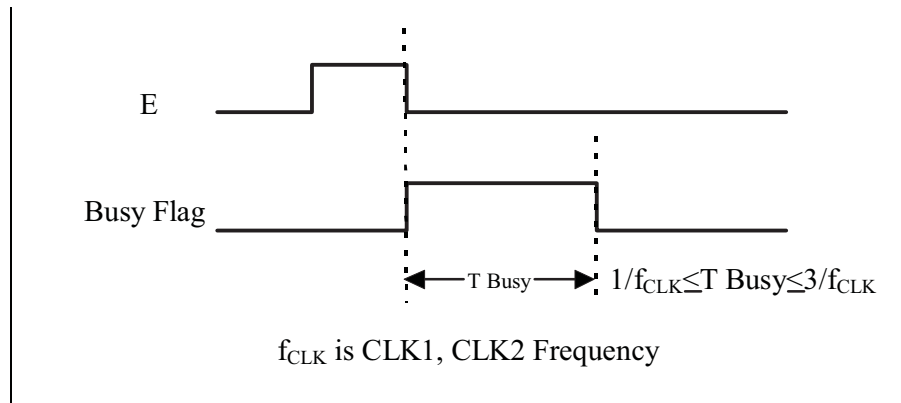 E
Busy Flag
T Busy
1/fCLK≤T Busy≤3/fCLK
fCLK is CLK1, CLK2 Frequency